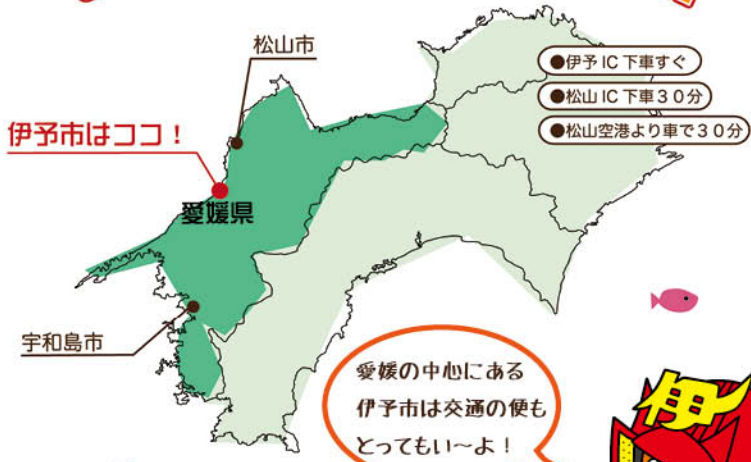 松山市
●伊予IC下車すぐ
●松山IC下車30分
●松山空港より車で30分
伊予市はココ！
愛媛県
宇和島市
愛媛の中心にある
伊予市は交通の便も
とってもい〜よ！
伊